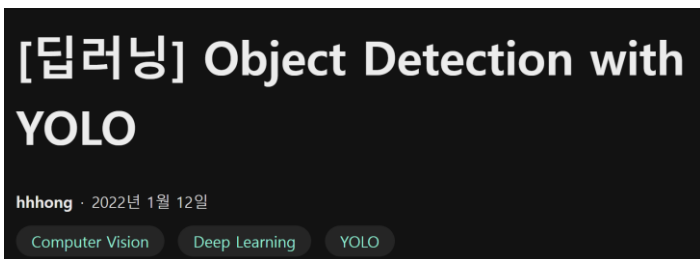 [딥러닝] Object Detection with
YOLO
hhhong · 2022년 1월 12일
Computer Vision Deep Learning YOLO